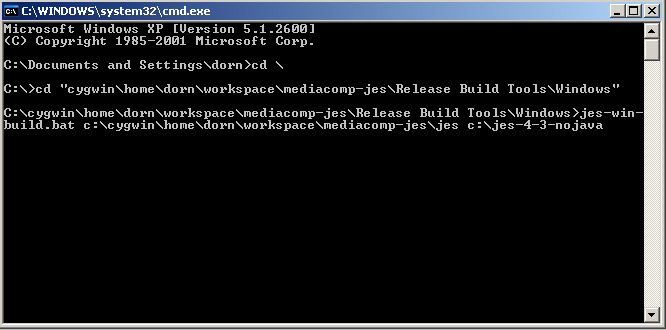 C:\WINDOWS\system32\cmd.exe
Microsoft Windows XP [Version 5.1.2600]
(C) Copyright 1985-2001 Microsoft Corp.
C:\Documents and Settings\dorn>cd \
C:\>cd "cygwin\home\dorn\workspace\mediacomp-jes\Release Build Tools\Windows"
C:\cygwin\home\dorn\workspace\mediacomp-jes\Release Build Tools\Windows>jes-win-
build.bat c:\cygwin\home\dorn\workspace\mediacomp-jes\jes c:\jes-4-3-nojava